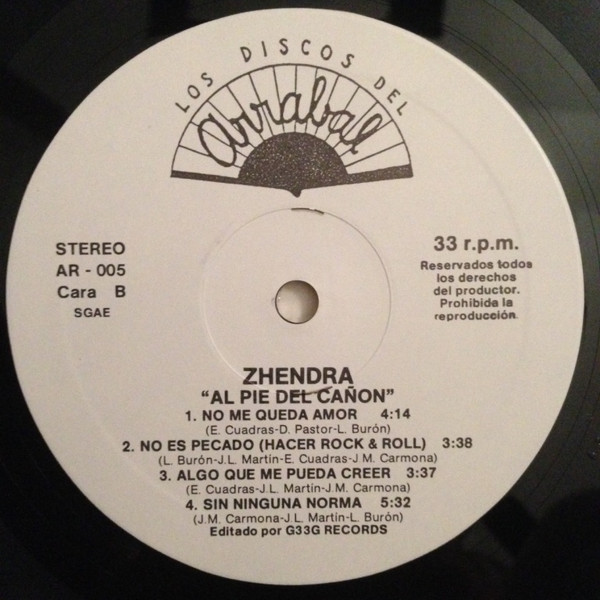 LOS DISCOS DEL
Arrabal
STEREO
AR - 005
Cara B
SGAE
33 r.p.m.
Reservados todos
los derechos
del productor.
Prohibida la
reproducción.
ZHENDRA
“AL PIE DEL CAÑON”
1. NO ME QUEDA AMOR 4:14
(E. Cuadras-D. Pastor-L. Burón)
2. NO ES PECADO (HACER ROCK & ROLL) 3:38
(L. Burón-J.L. Martín-E. Cuadras-J.M. Carmona)
3. ALGO QUE ME PUEDA CREER 3:37
(E. Cuadras-J.L. Martín-J.M. Carmona)
4. SIN NINGUNA NORMA 5:32
(J.M. Carmona-J.L. Martín-L. Burón)
Editado por G33G RECORDS